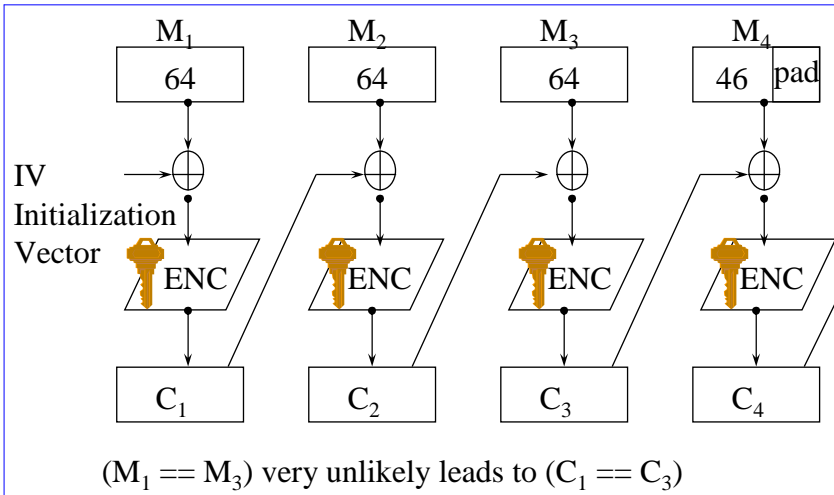 M₁ M₂ M₃ M₄
64 64 64 46 pad
IV
Initialization
Vector
ENC ENC ENC ENC
C₁ C₂ C₃ C₄
(M₁ == M₃) very unlikely leads to (C₁ == C₃)